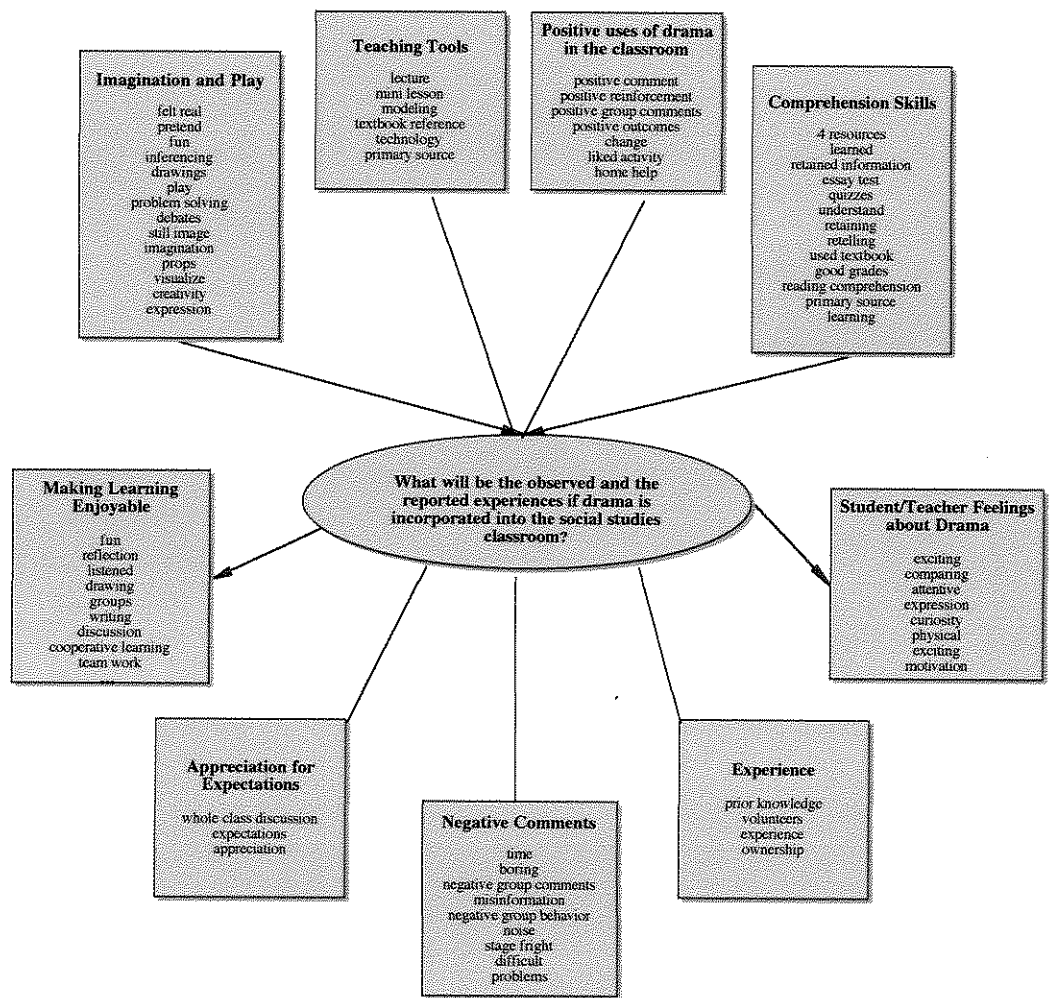 Imagination and Play
felt real
pretend
fun
inferencing
drawings
play
problem solving
debates
still image
imagination
props
visualize
creativity
expression
Teaching Tools
lecture
mini lesson
modeling
textbook reference
technology
primary source
Positive uses of drama
in the classroom
positive comment
positive reinforcement
positive group comments
positive outcomes
change
liked activity
home help
Comprehension Skills
4 resources
learned
retained information
essay test
quizzes
understand
retaining
retelling
used textbook
good grades
reading comprehension
primary source
learning
What will be the observed and the
reported experiences if drama is
incorporated into the social studies
classroom?
Making Learning
Enjoyable
fun
reflection
listened
drawing
groups
writing
discussion
cooperative learning
team work
...
Student/Teacher Feelings
about Drama
exciting
comparing
attentive
expression
curiosity
physical
exciting
motivation
Appreciation for
Expectations
whole class discussion
expectations
appreciation
Negative Comments
time
boring
negative group comments
misinformation
negative group behavior
noise
stage fright
difficult
problems
Experience
prior knowledge
volunteers
experience
ownership